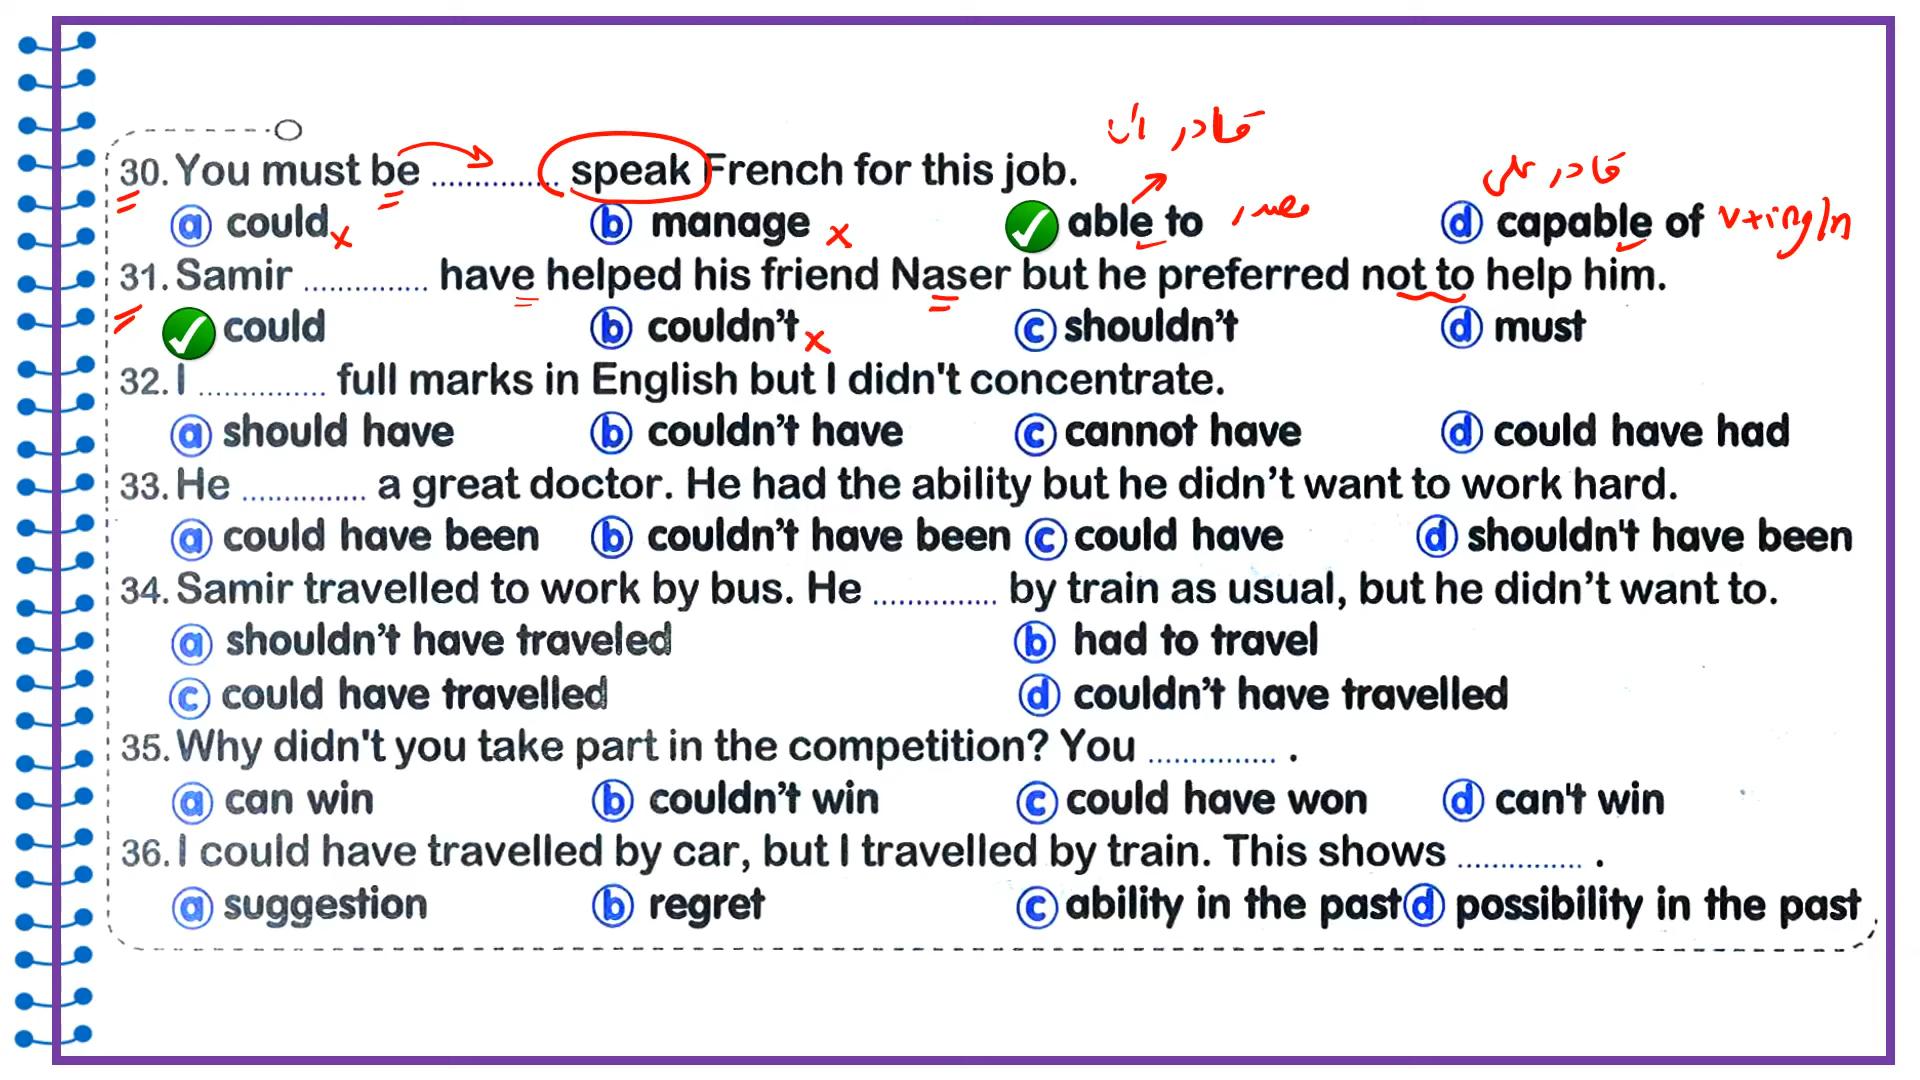 قادر ان
30. You must be ............... speak French for this job.
قادر على
ⓐ could x ⓑ manage x able to مصدر ⓓ capable of v+ing/n
31. Samir ............... have helped his friend Naser but he preferred not to help him.
could ⓑ couldn't x ⓒ shouldn't ⓓ must
32. I ............... full marks in English but I didn't concentrate.
ⓐ should have ⓑ couldn't have ⓒ cannot have ⓓ could have had
33. He ............... a great doctor. He had the ability but he didn't want to work hard.
ⓐ could have been ⓑ couldn't have been ⓒ could have ⓓ shouldn't have been
34. Samir travelled to work by bus. He ............... by train as usual, but he didn't want to.
ⓐ shouldn't have traveled ⓑ had to travel
ⓒ could have travelled ⓓ couldn't have travelled
35. Why didn't you take part in the competition? You ............... .
ⓐ can win ⓑ couldn't win ⓒ could have won ⓓ can't win
36. I could have travelled by car, but I travelled by train. This shows ............... .
ⓐ suggestion ⓑ regret ⓒ ability in the past ⓓ possibility in the past